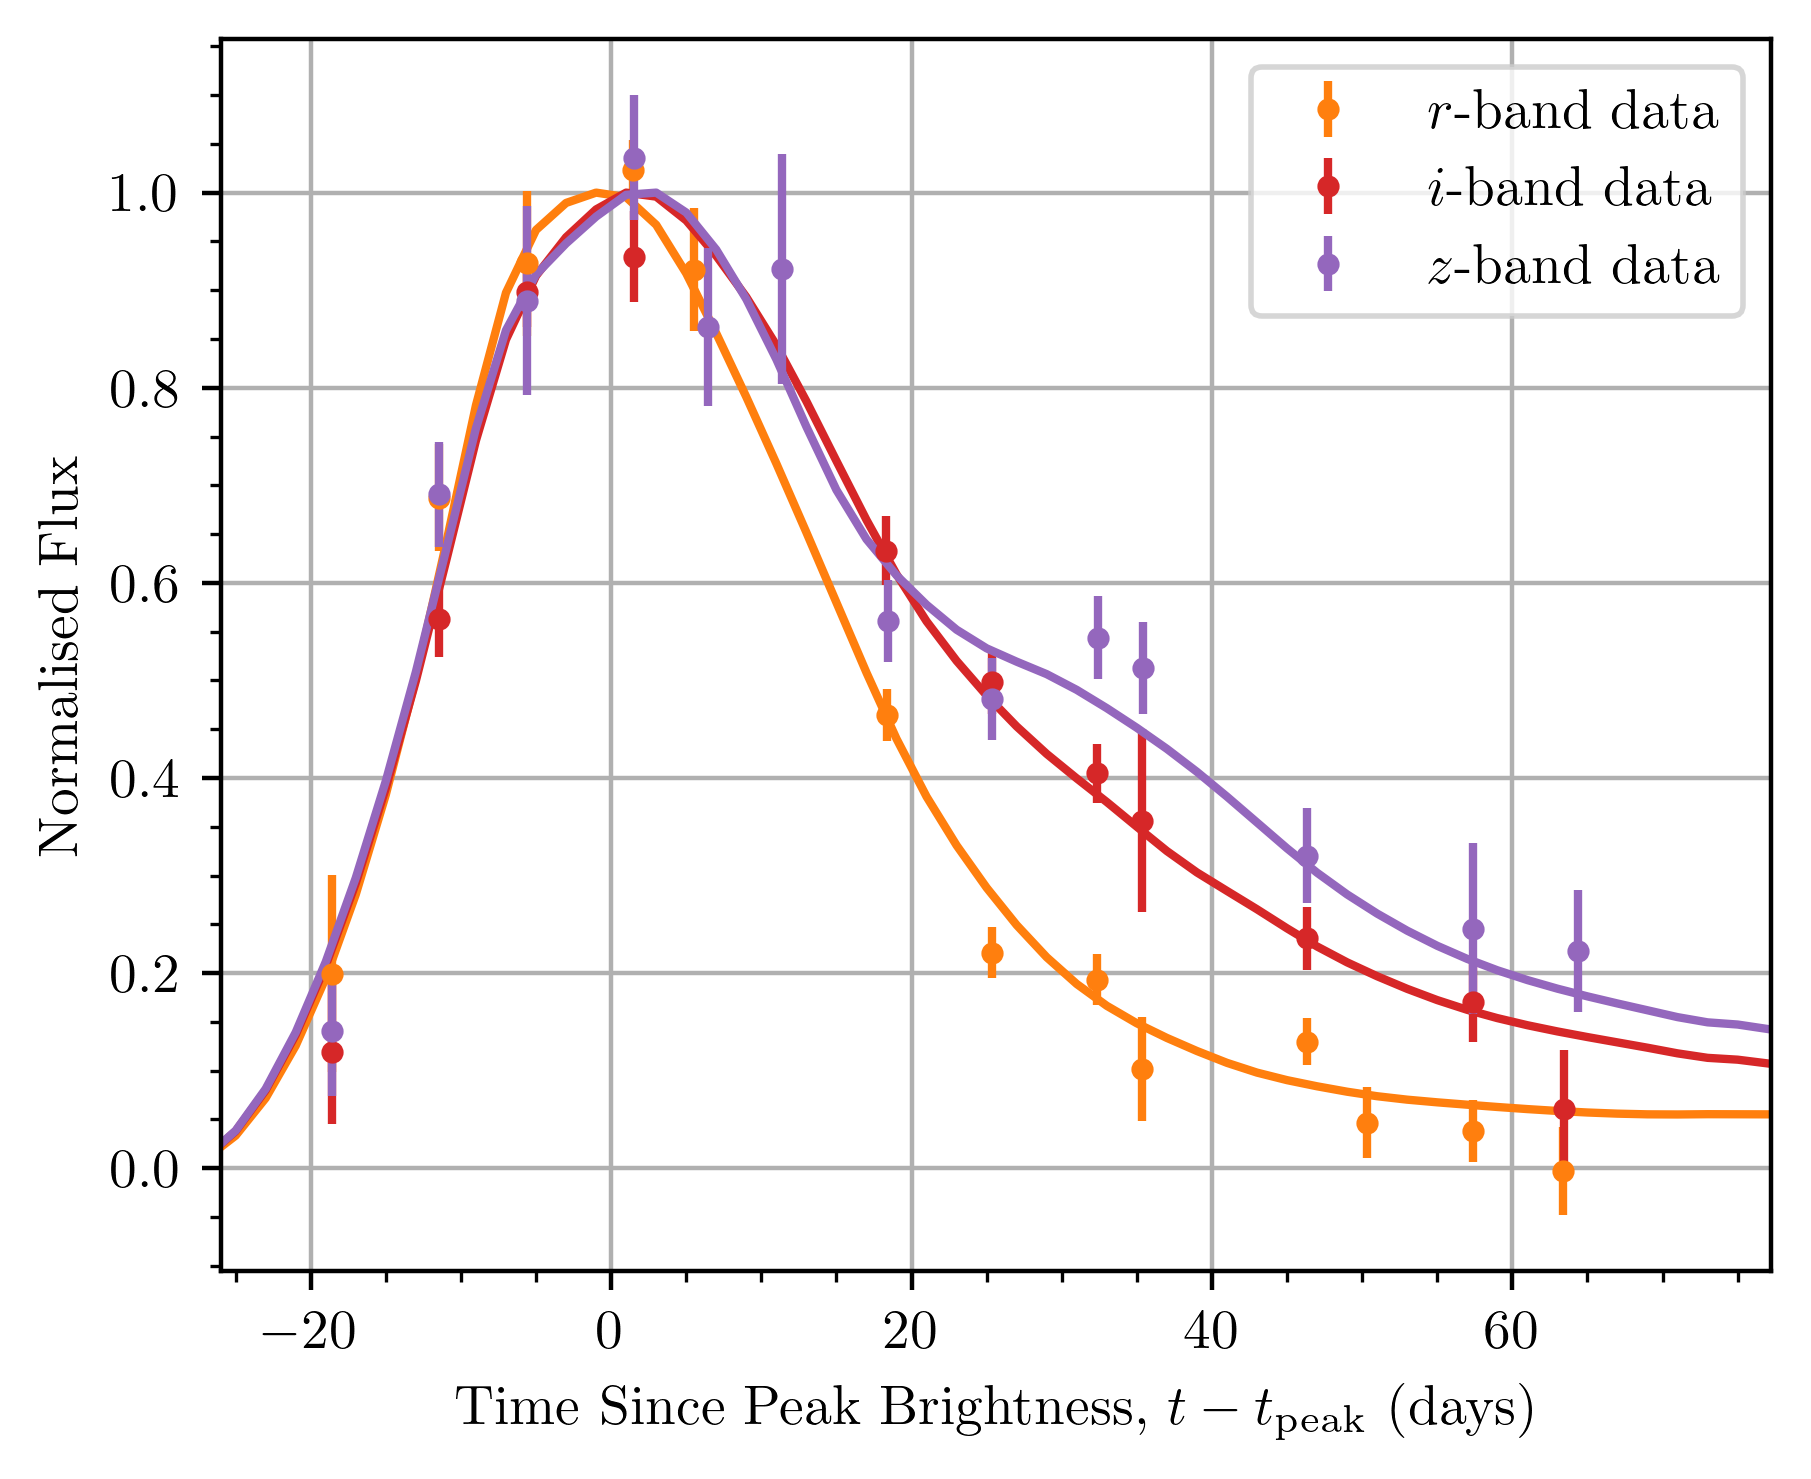 r-band data
i-band data
z-band data
1.0
0.8
0.6
0.4
0.2
0.0
Normalised Flux
−20 0 20 40 60
Time Since Peak Brightness, t − t_peak (days)